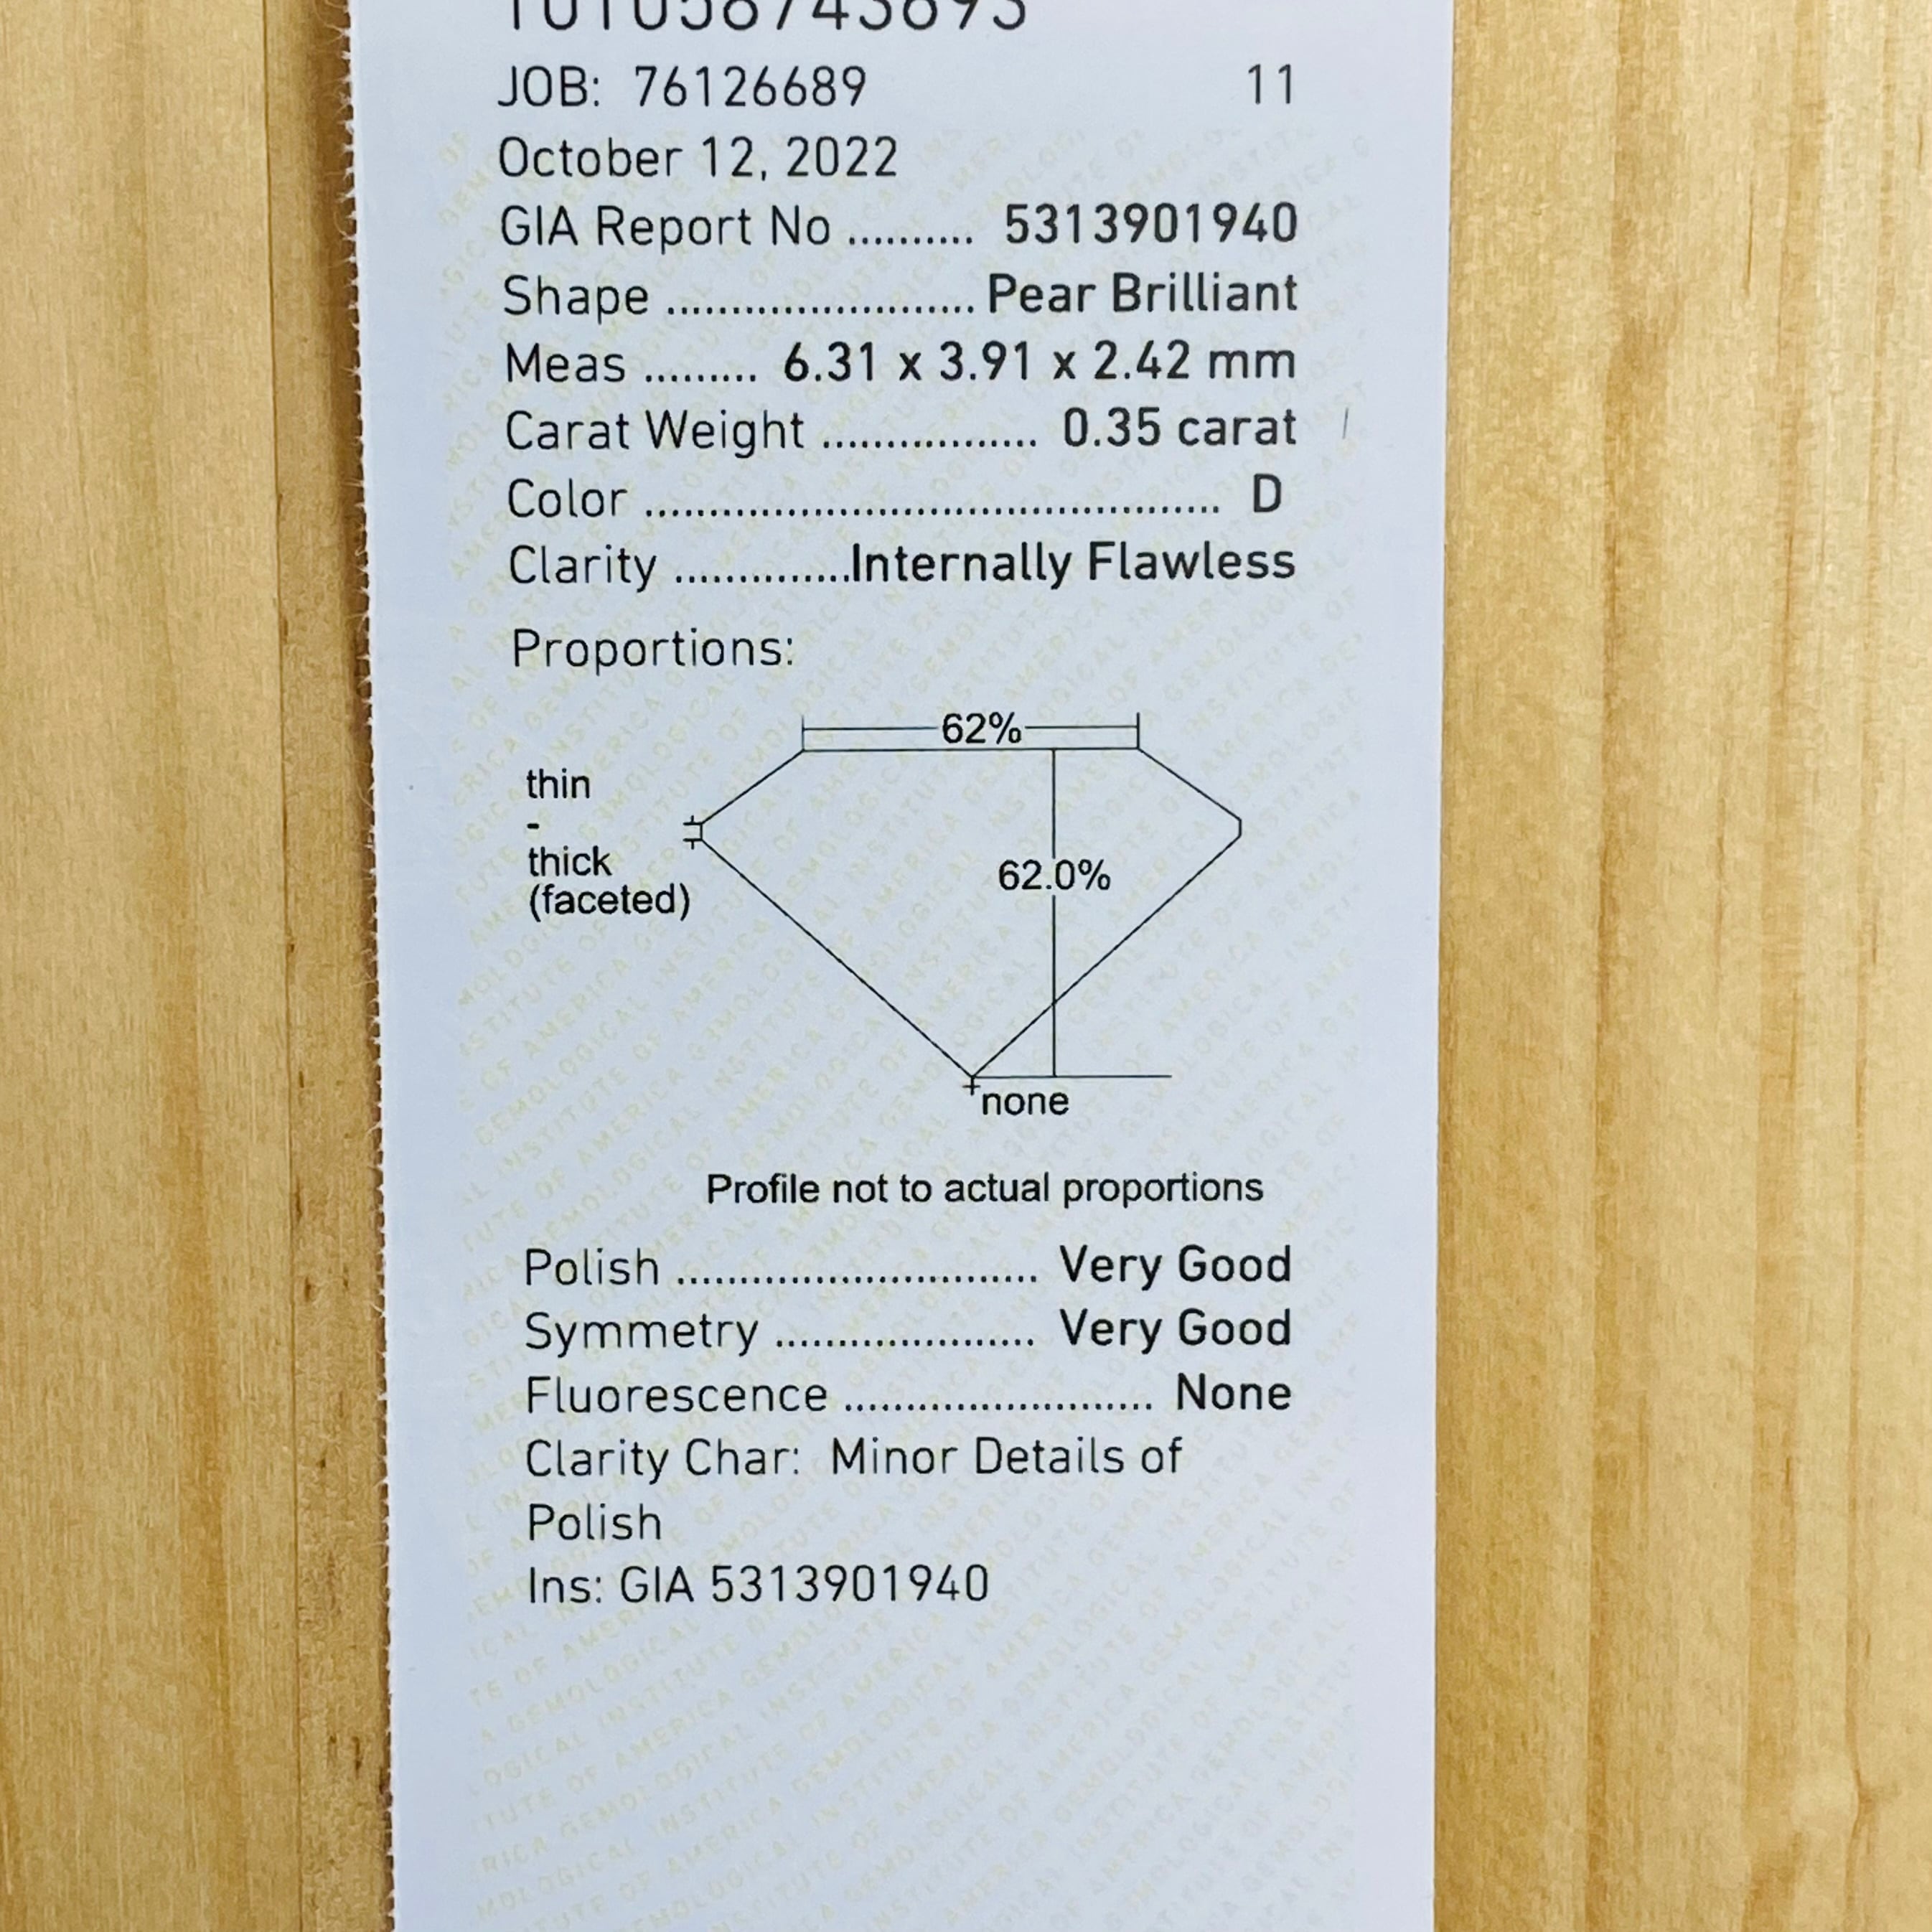 JOB: 76126689 11
October 12, 2022
GIA Report No .......... 5313901940
Shape ........................ Pear Brilliant
Meas ......... 6.31 x 3.91 x 2.42 mm
Carat Weight ................. 0.35 carat
Color ............................................. D
Clarity ..............Internally Flawless
Proportions:
62%
thin
-
thick
(faceted)
62.0%
none
Profile not to actual proportions
Polish ............................. Very Good
Symmetry ..................... Very Good
Fluorescence ......................... None
Clarity Char: Minor Details of
Polish
Ins: GIA 5313901940